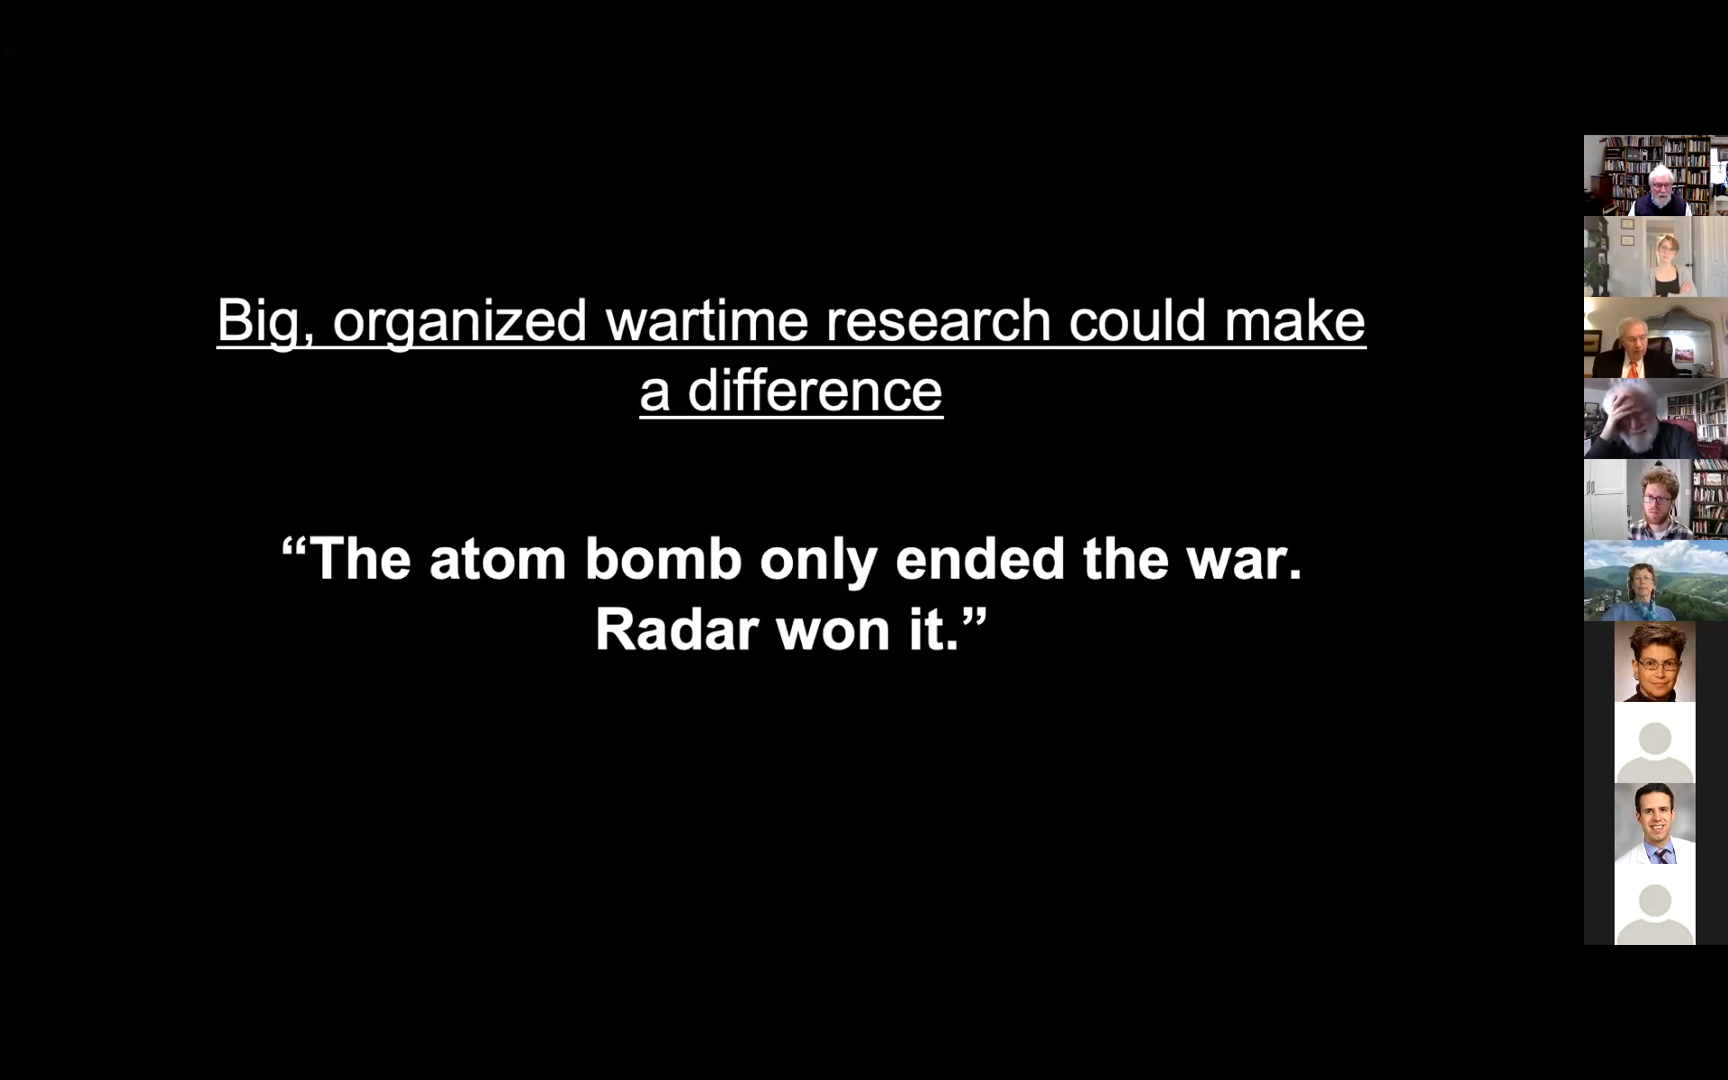 Big, organized wartime research could make
a difference
“The atom bomb only ended the war.
Radar won it.”